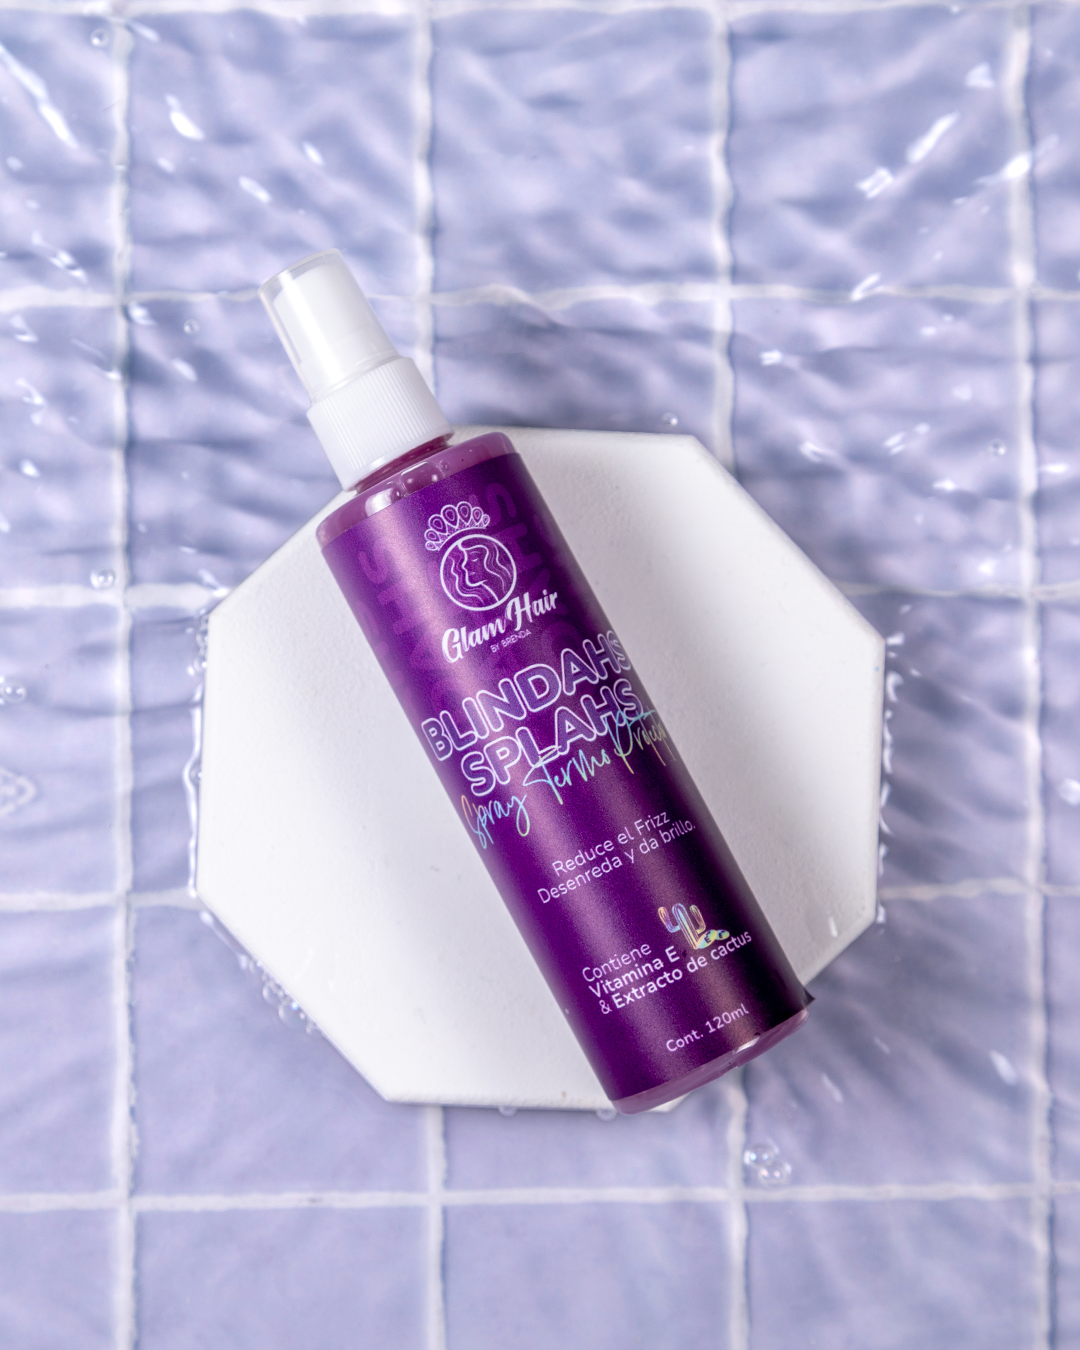 Glam Hair
BY BRENDA
BLINDAHS
SPLAHS
Spray Termo
Reduce el Frizz
Desenreda y da brillo.
Contiene
Vitamina E
& Extracto de cactus
Cont. 120ml